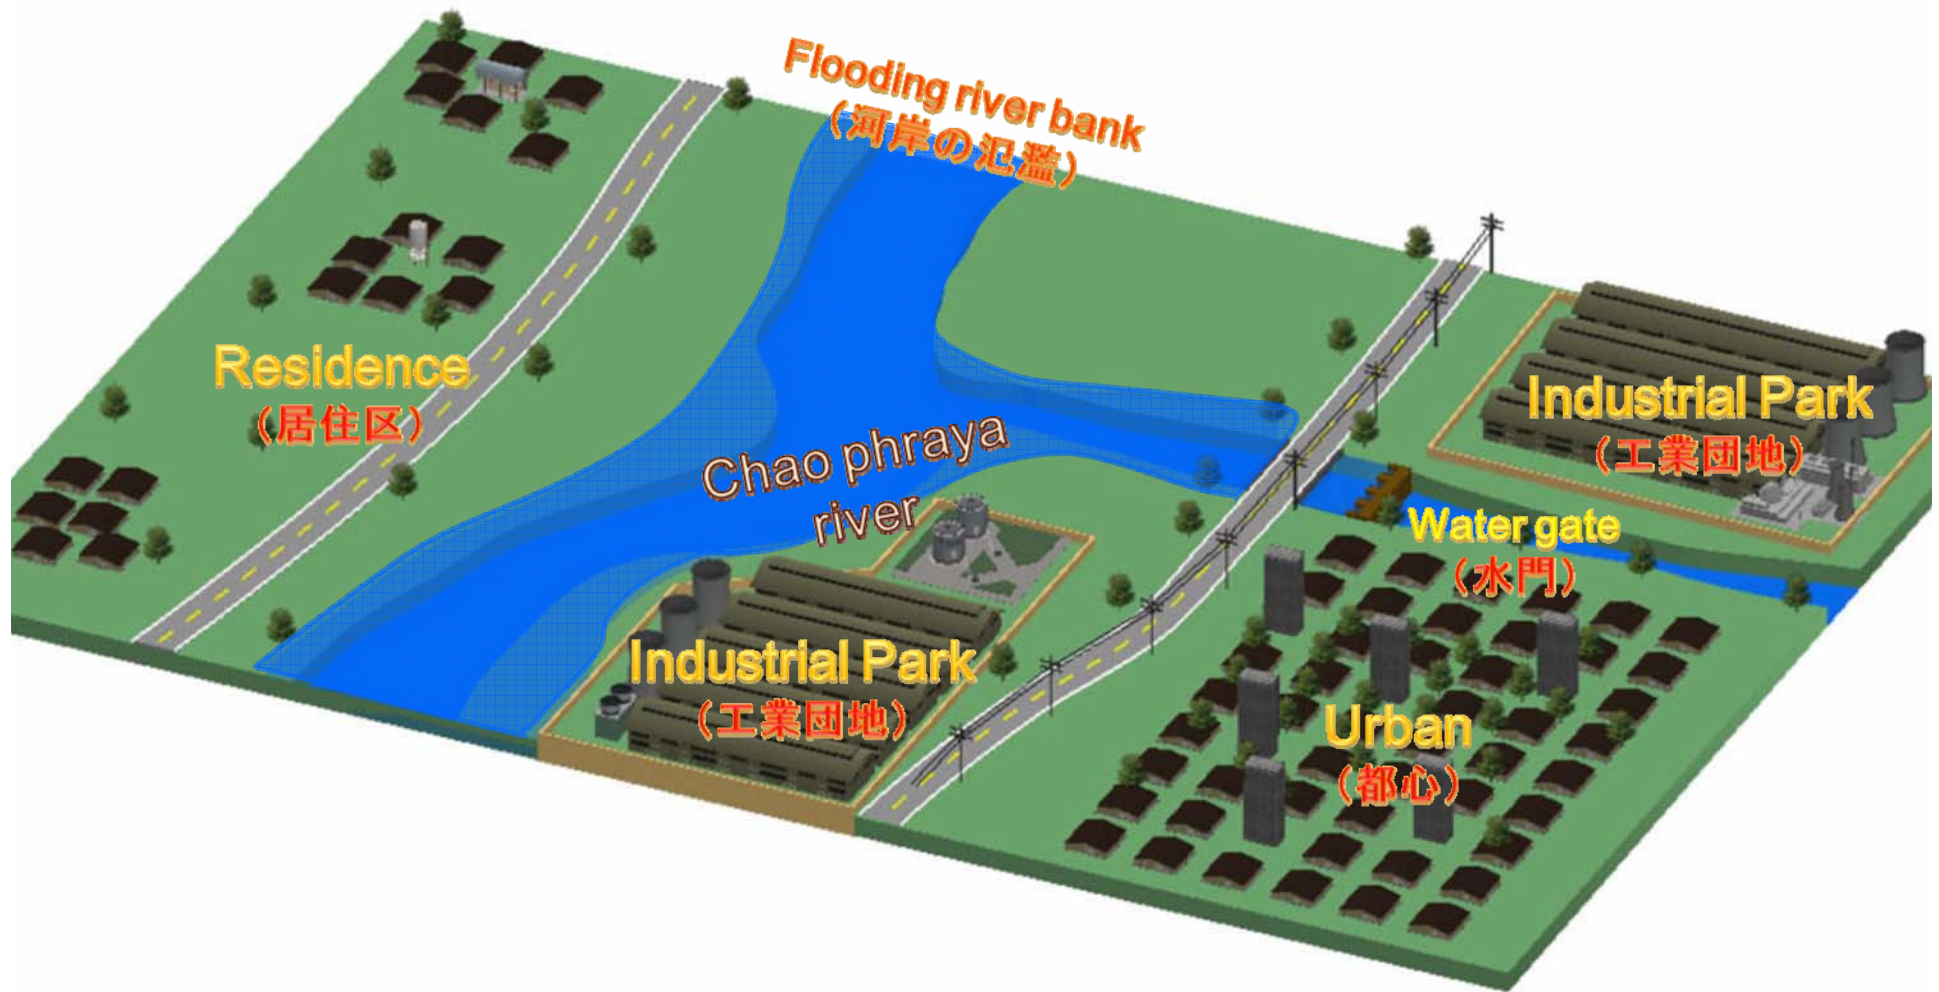 Flooding river bank
（河岸の氾濫）
Residence
（居住区）
Industrial Park
（工業団地）
Chao phraya
river
Water gate
（水門）
Industrial Park
（工業団地）
Urban
（都心）